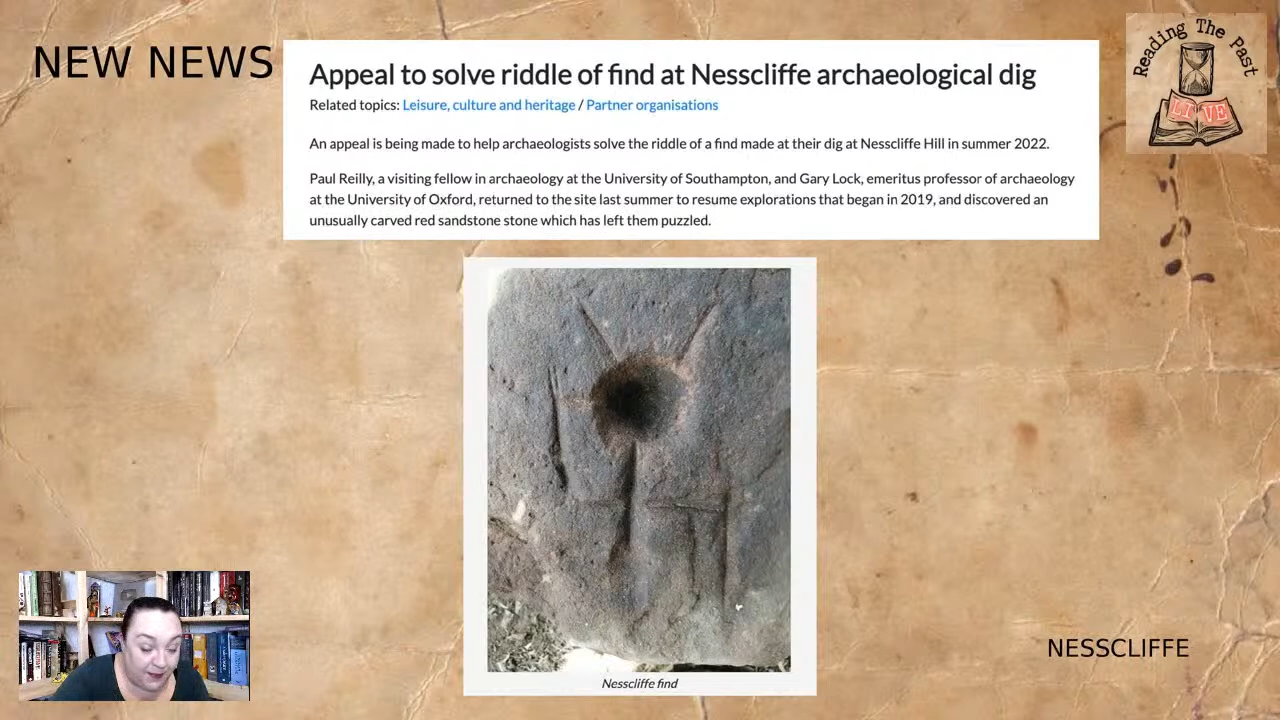 NEW NEWS
Appeal to solve riddle of find at Nesscliffe archaeological dig
Related topics: Leisure, culture and heritage / Partner organisations
An appeal is being made to help archaeologists solve the riddle of a find made at their dig at Nesscliffe Hill in summer 2022.
Paul Reilly, a visiting fellow in archaeology at the University of Southampton, and Gary Lock, emeritus professor of archaeology
at the University of Oxford, returned to the site last summer to resume explorations that began in 2019, and discovered an
unusually carved red sandstone stone which has left them puzzled.
Reading The Past
LIVE
Nesscliffe find
NESSCLIFFE